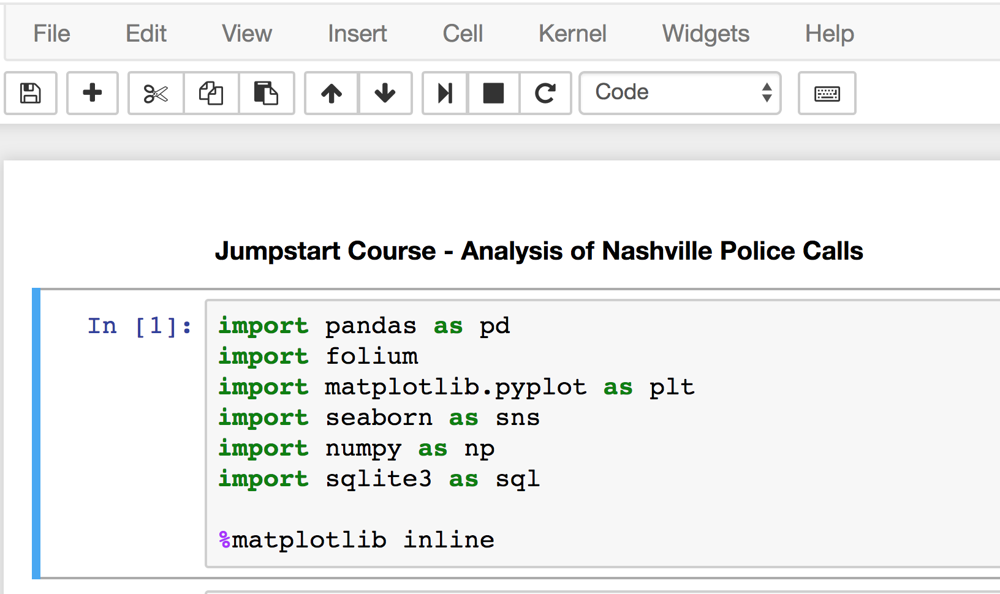 File Edit View Insert Cell Kernel Widgets Help
Code
Jumpstart Course - Analysis of Nashville Police Calls
In [1]:
import pandas as pd
import folium
import matplotlib.pyplot as plt
import seaborn as sns
import numpy as np
import sqlite3 as sql
%matplotlib inline